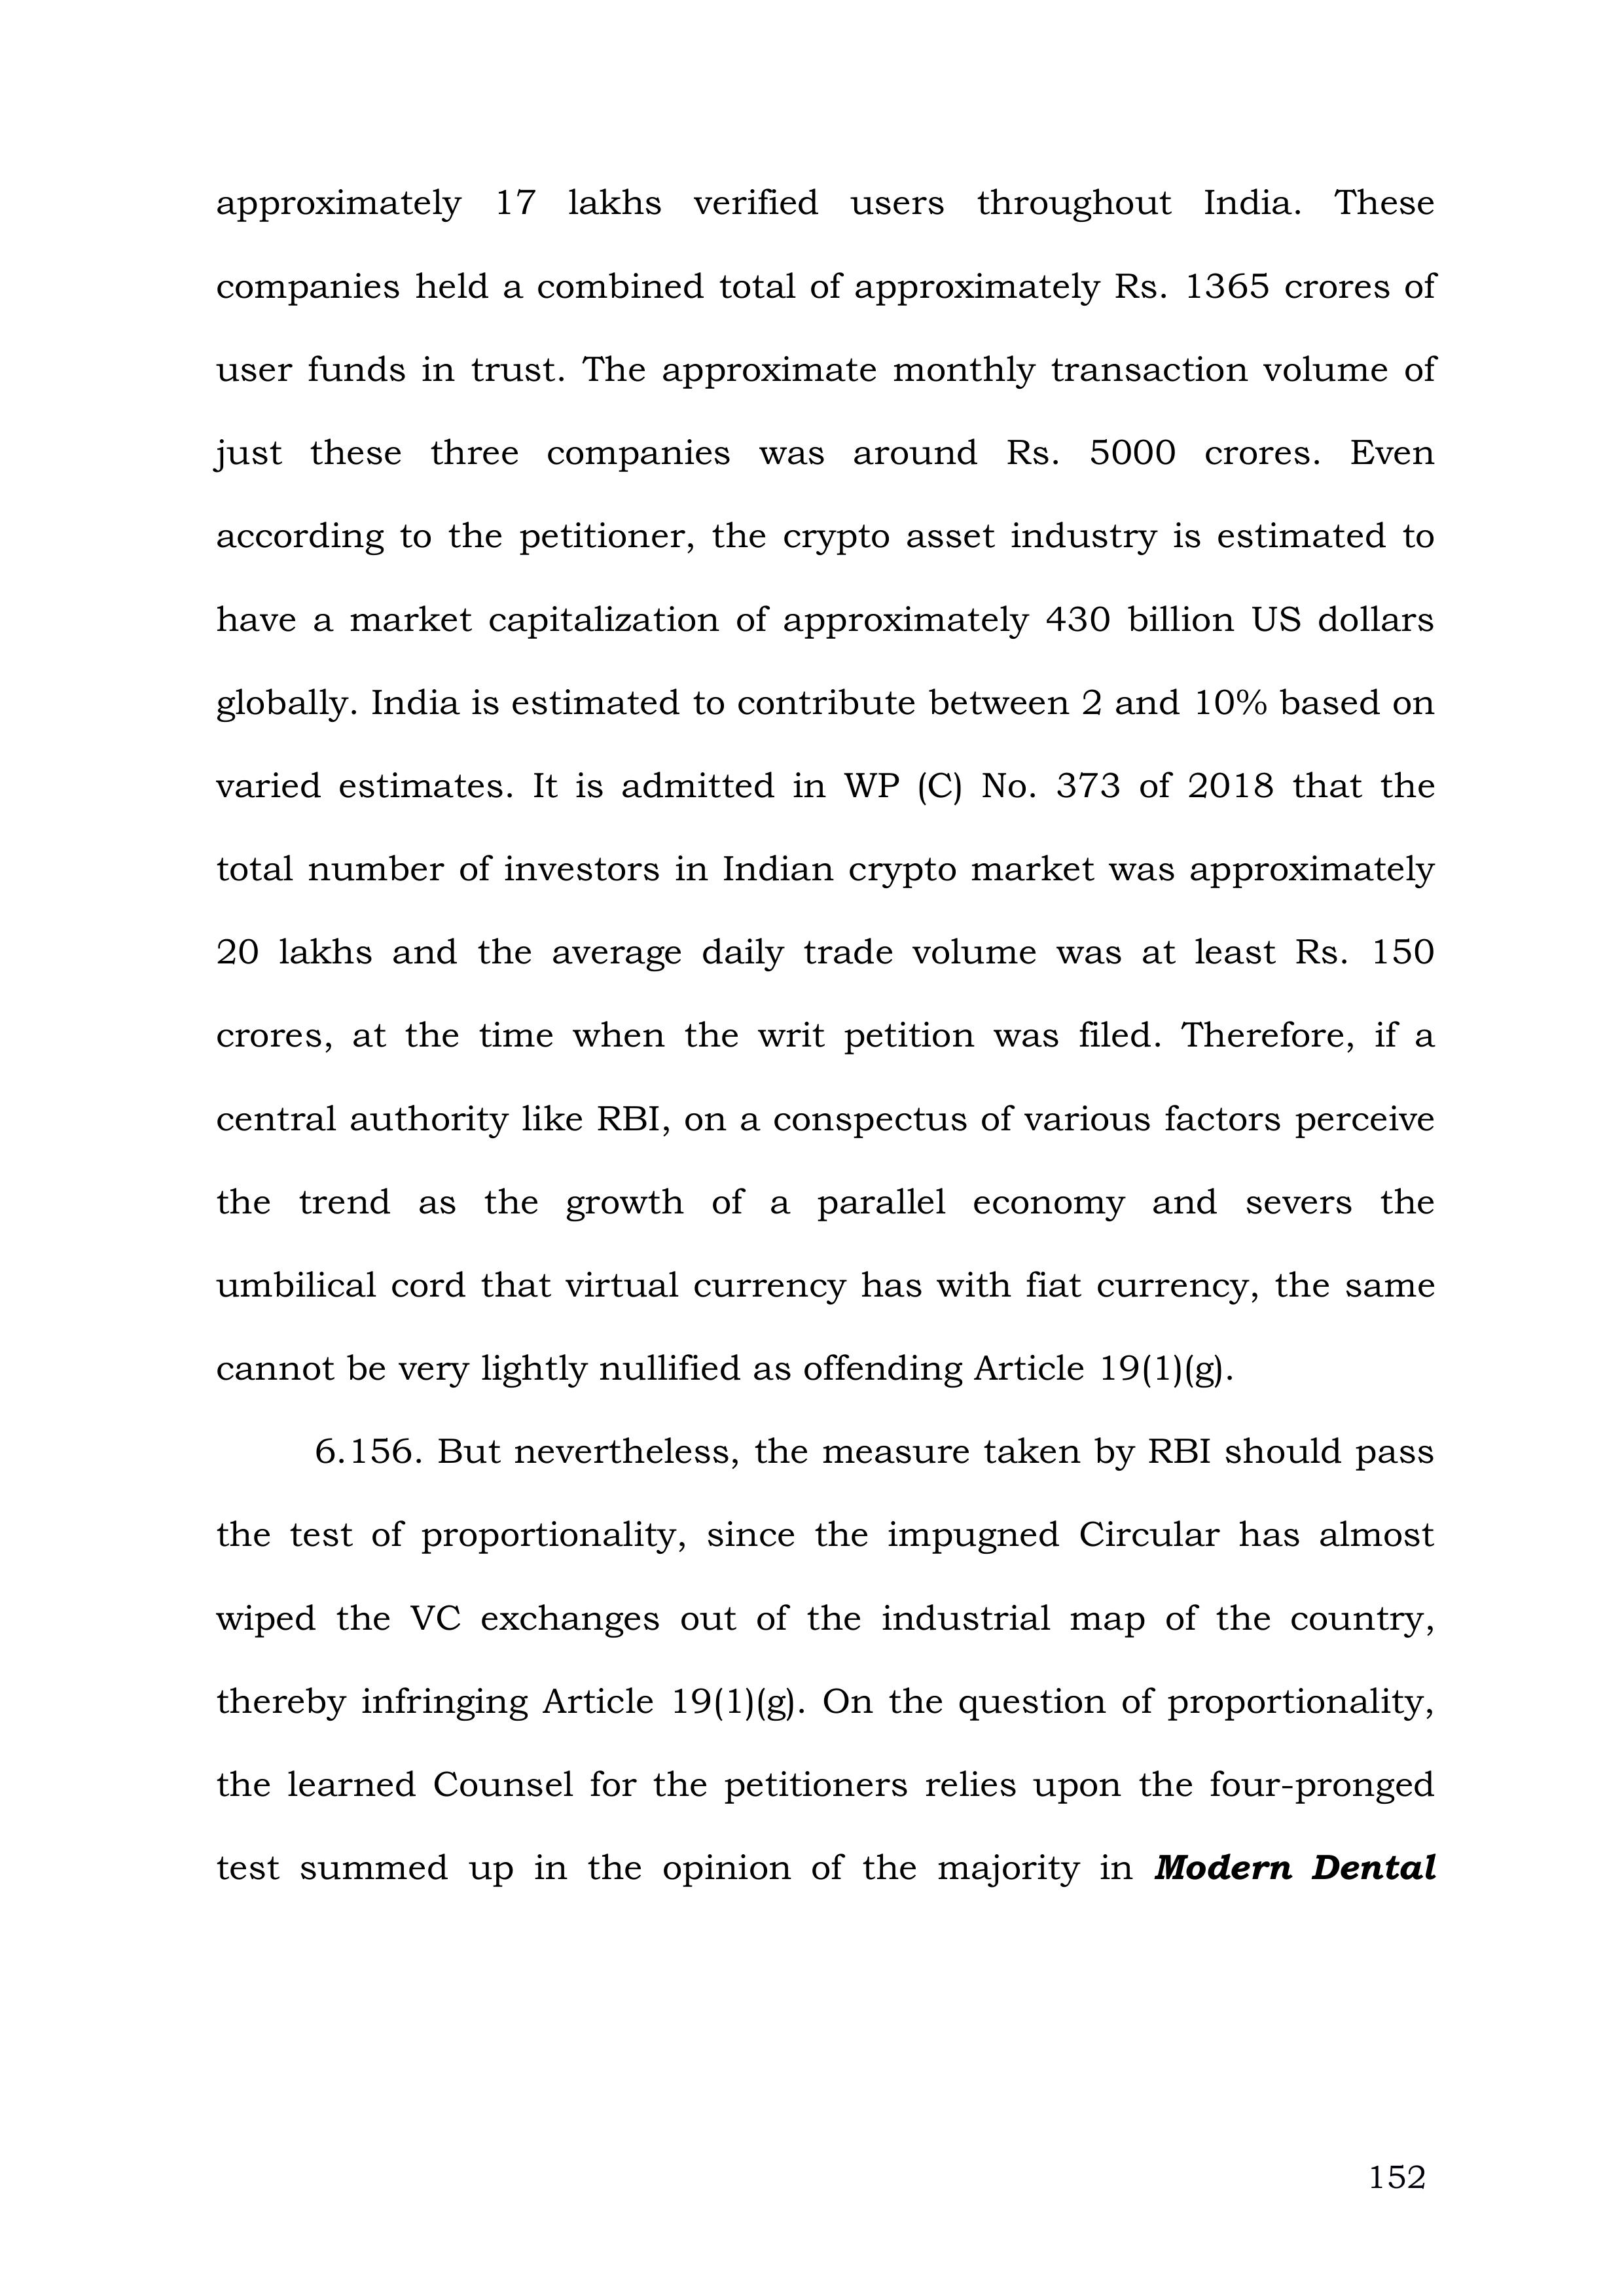 approximately 17 lakhs verified users throughout India. These
companies held a combined total of approximately Rs. 1365 crores of
user funds in trust. The approximate monthly transaction volume of
just these three companies was around Rs. 5000 crores. Even
according to the petitioner, the crypto asset industry is estimated to
have a market capitalization of approximately 430 billion US dollars
globally. India is estimated to contribute between 2 and 10% based on
varied estimates. It is admitted in WP (C) No. 373 of 2018 that the
total number of investors in Indian crypto market was approximately
20 lakhs and the average daily trade volume was at least Rs. 150
crores, at the time when the writ petition was filed. Therefore, if a
central authority like RBI, on a conspectus of various factors perceive
the trend as the growth of a parallel economy and severs the
umbilical cord that virtual currency has with fiat currency, the same
cannot be very lightly nullified as offending Article 19(1)(g).
6.156. But nevertheless, the measure taken by RBI should pass
the test of proportionality, since the impugned Circular has almost
wiped the VC exchanges out of the industrial map of the country,
thereby infringing Article 19(1)(g). On the question of proportionality,
the learned Counsel for the petitioners relies upon the four-pronged
test summed up in the opinion of the majority in Modern Dental
152